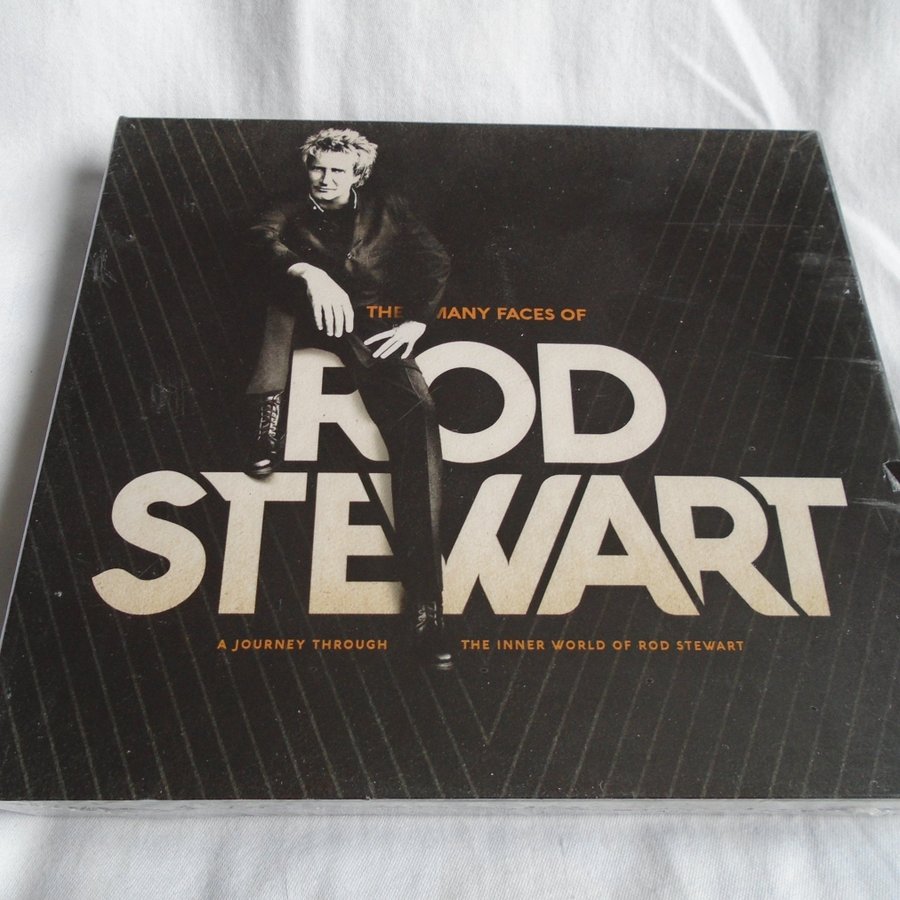 THE MANY FACES OF
ROD
STEWART
A JOURNEY THROUGH THE INNER WORLD OF ROD STEWART